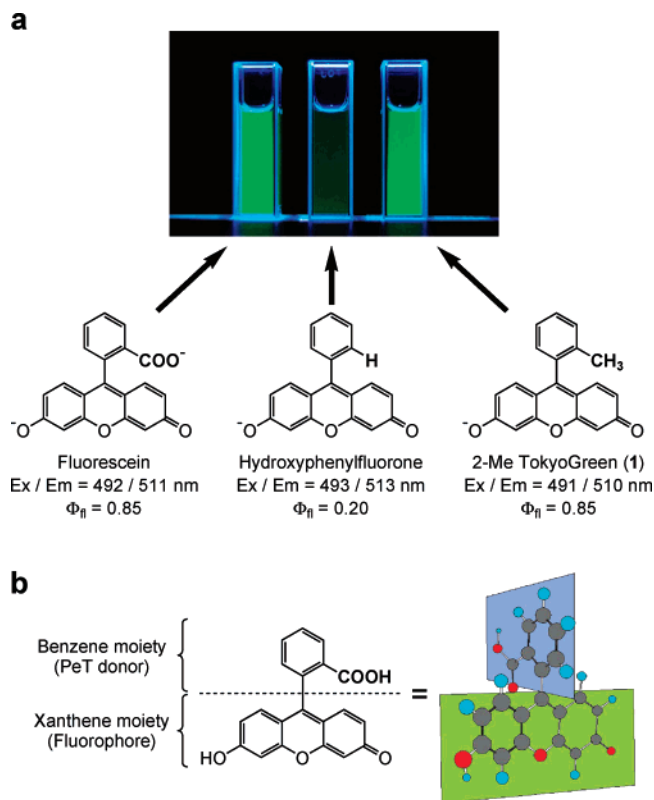 a
COO⁻
⁻O
O
O
Fluorescein
Ex / Em = 492 / 511 nm
Φfl = 0.85
H
⁻O
O
O
Hydroxyphenylfluorone
Ex / Em = 493 / 513 nm
Φfl = 0.20
CH₃
⁻O
O
O
2-Me TokyoGreen (1)
Ex / Em = 491 / 510 nm
Φfl = 0.85
b
Benzene moiety
(PeT donor)
Xanthene moiety
(Fluorophore)
COOH
HO
O
O
=